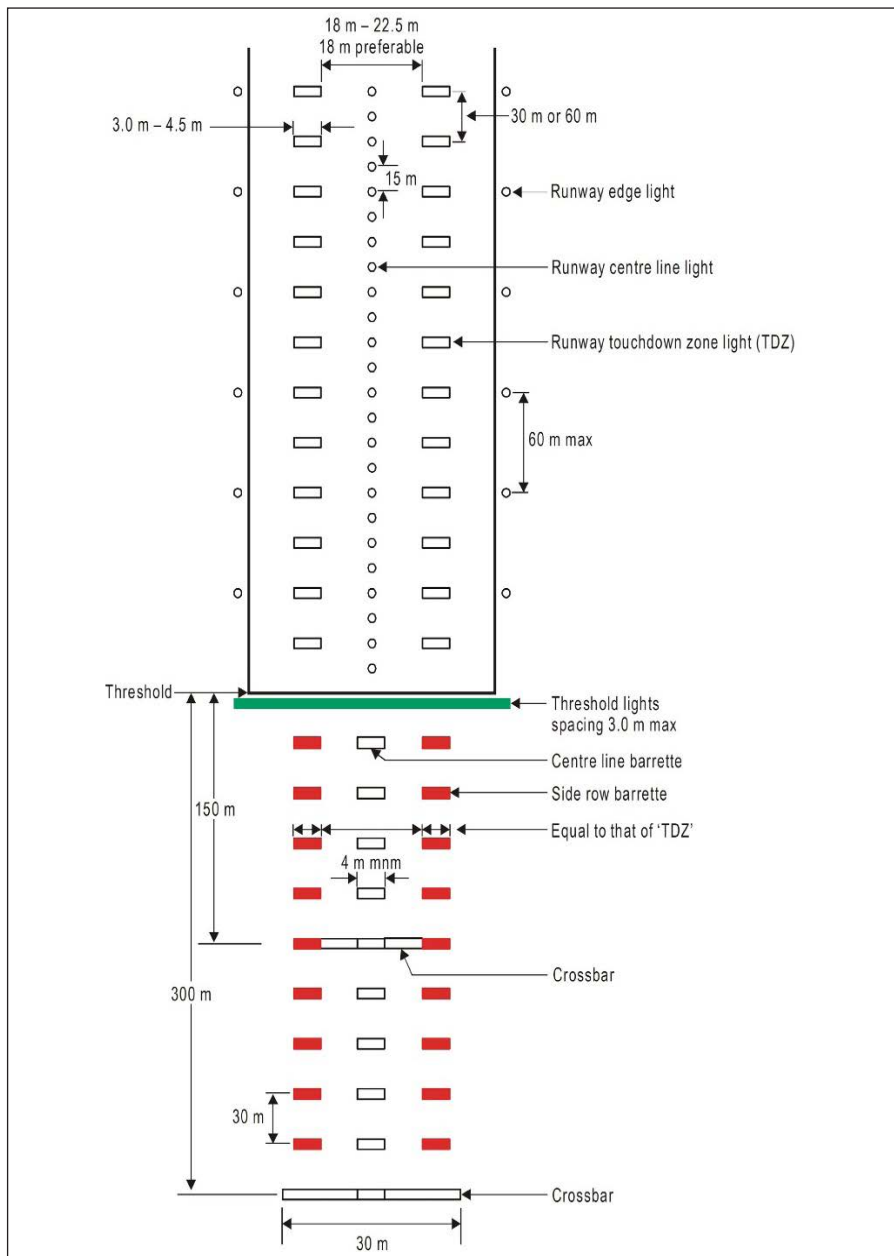 18 m – 22.5 m
18 m preferable
3.0 m – 4.5 m
30 m or 60 m
15 m
Runway edge light
Runway centre line light
Runway touchdown zone light (TDZ)
60 m max
Threshold
Threshold lights
spacing 3.0 m max
Centre line barrette
Side row barrette
150 m
Equal to that of ‘TDZ’
4 m mnm
Crossbar
300 m
30 m
Crossbar
30 m